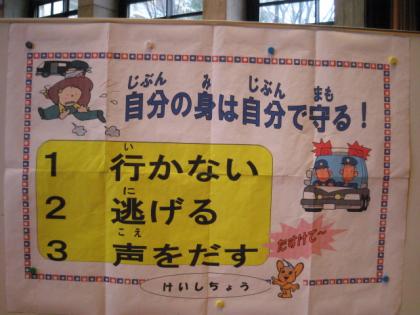 じぶん み じぶん まも
自分の身は自分で守る!
い
1 行かない
に
2 逃げる
こえ
3 声をだす
たすけて〜
けいしちょう